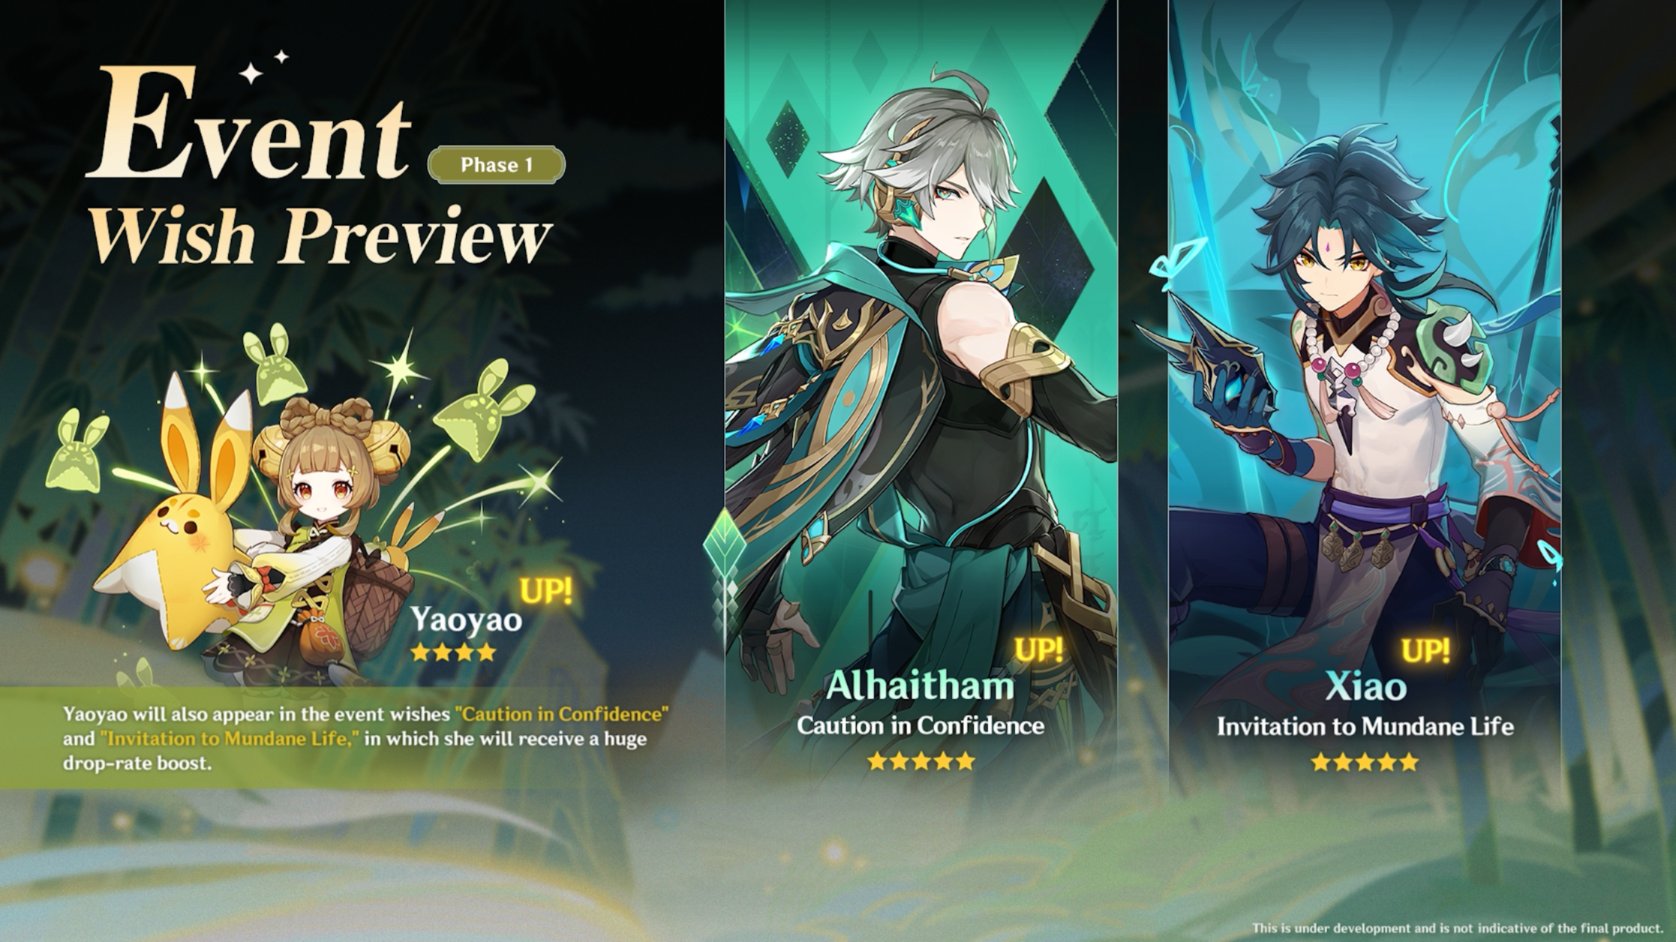 Event
Phase 1
Wish Preview
UP!
Yaoyao
Yaoyao will also appear in the event wishes "Caution in Confidence"
and "Invitation to Mundane Life," in which she will receive a huge
drop-rate boost.
UP!
Alhaitham
Caution in Confidence
UP!
Xiao
Invitation to Mundane Life
This is under development and is not indicative of the final product.